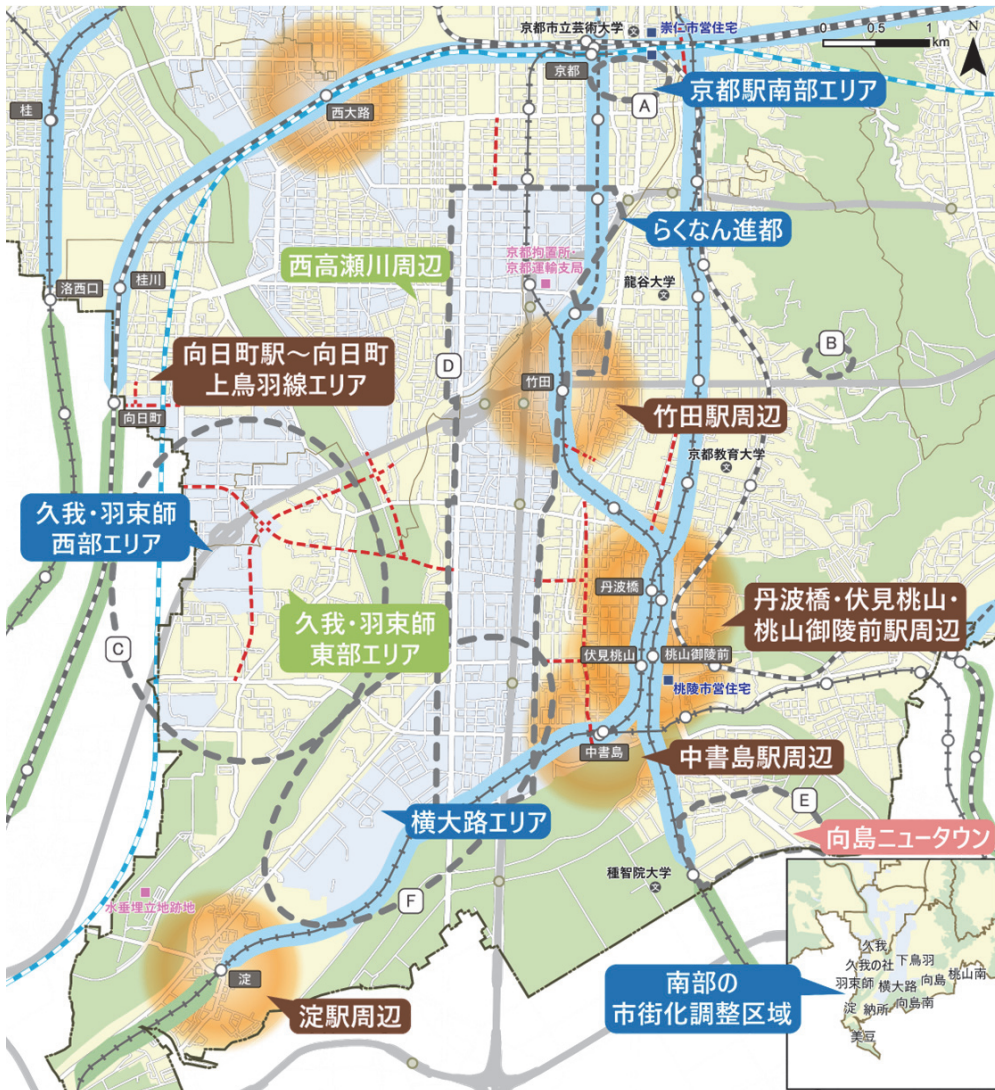 京都市立芸術大学
崇仁市営住宅
0 0.5 1
km
N
京都
京都駅南部エリア
A
桂
西大路
らくなん進都
西高瀬川周辺
京都拘置所・
京都運輸支局
龍谷大学
洛西口
桂川
B
向日町駅~向日町
上鳥羽線エリア
D
竹田
向日町
竹田駅周辺
京都教育大学
久我・羽束師
西部エリア
丹波橋
丹波橋・伏見桃山・
桃山御陵前駅周辺
久我・羽束師
東部エリア
C
伏見桃山
桃山御陵前
桃陵市営住宅
中書島
中書島駅周辺
横大路エリア
E
向島ニュータウン
種智院大学
F
水垂埋立地跡地
淀
淀駅周辺
南部の
市街化調整区域
久我
久我の杜
下鳥羽
羽束師
横大路
向島
桃山南
淀
納所
向島南
美豆